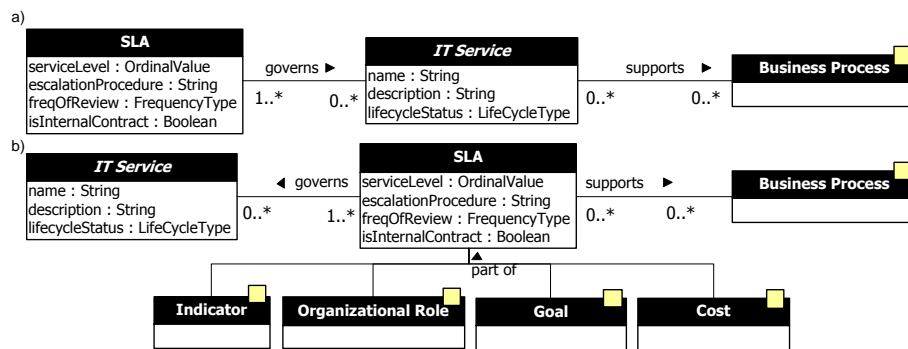 a)
SLA
serviceLevel : OrdinalValue
escalationProcedure : String
freqOfReview : FrequencyType
isInternalContract : Boolean
governs ▶
1..*
0..*
IT Service
name : String
description : String
lifecycleStatus : LifeCycleType
supports ▶
0..*
0..*
Business Process
b)
IT Service
name : String
description : String
lifecycleStatus : LifeCycleType
◀ governs
0..*
1..*
SLA
serviceLevel : OrdinalValue
escalationProcedure : String
freqOfReview : FrequencyType
isInternalContract : Boolean
supports ▶
0..*
0..*
Business Process
part of
Indicator
Organizational Role
Goal
Cost